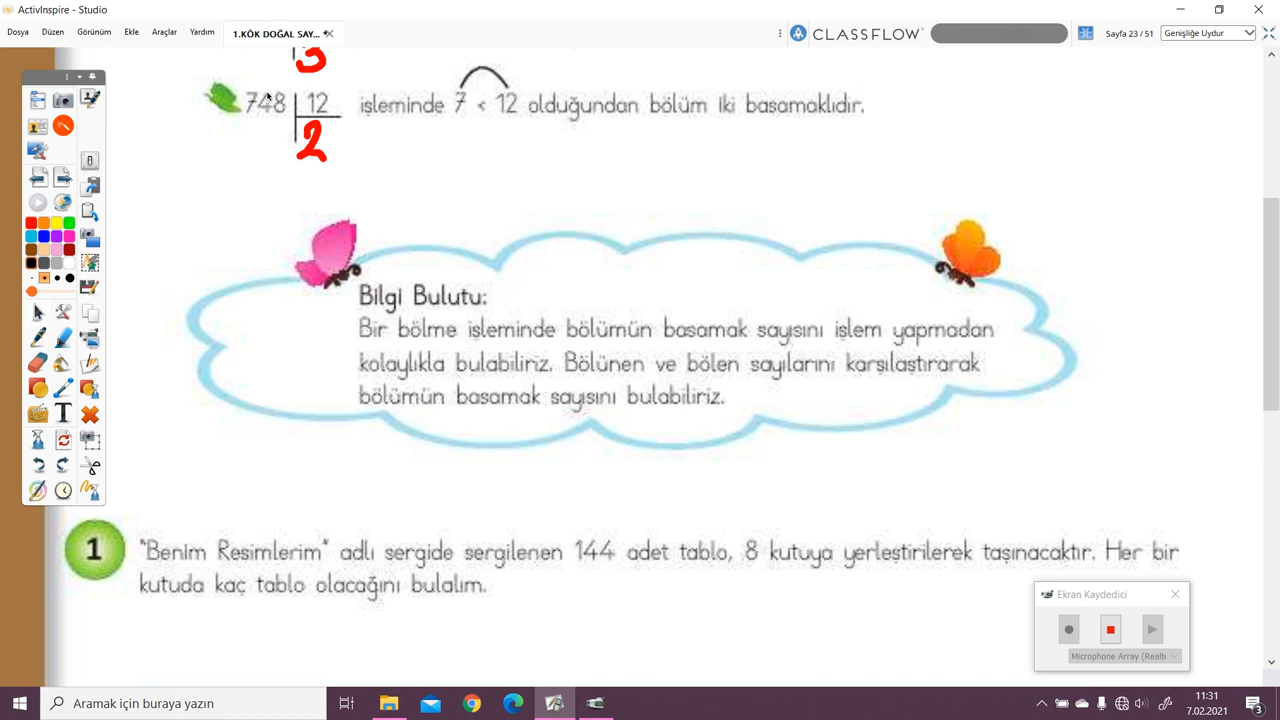 ActivInspire - Studio
Dosya Düzen Görünüm Ekle Araçlar Yardım 1.KÖK DOĞAL SAY...
CLASSFLOW
Sayfa 23 / 51 Genişliğe Uydur
3
748 12 işleminde 7 < 12 olduğundan bölüm iki basamaklıdır.
2
Bilgi Bulutu:
Bir bölme işleminde bölümün basamak sayısını işlem yapmadan
kolaylıkla bulabiliriz. Bölünen ve bölen sayılarını karşılaştırarak
bölümün basamak sayısını bulabiliriz.
1 "Benim Resimlerim" adlı sergide sergilenen 144 adet tablo, 8 kutuya yerleştirilerek taşınacaktır. Her bir
kutuda kaç tablo olacağını bulalım.
Ekran Kaydedici
Microphone Array (Realte
Aramak için buraya yazın
11:31
7.02.2021
3